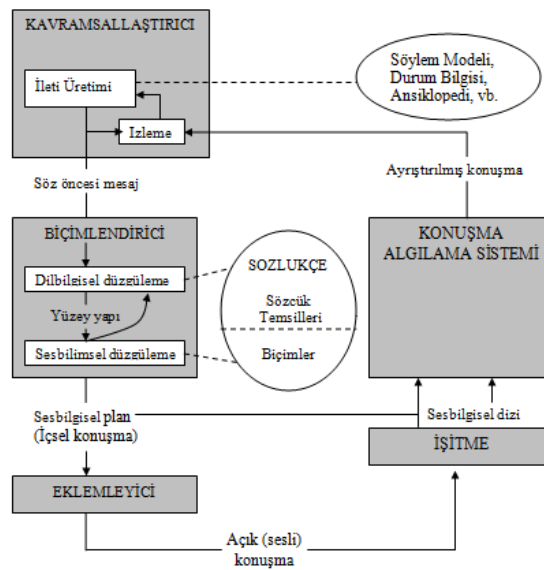 KAVRAMSALLAŞTIRICI
İleti Üretimi
Izleme
Söylem Modeli,
Durum Bilgisi,
Ansiklopedi, vb.
Söz öncesi mesaj
Ayrıştırılmış konuşma
BİÇİMLENDİRİCİ
Dilbilgisel düzgüleme
Yüzey yapı
Sesbilimsel düzgüleme
SOZLUKÇE
Sözcük
Temsilleri
Biçimler
KONUŞMA
ALGILAMA SİSTEMİ
Sesbilgisel plan
(İçsel konuşma)
Sesbilgisel dizi
İŞİTME
EKLEMLEYİCİ
Açık (sesli)
konuşma